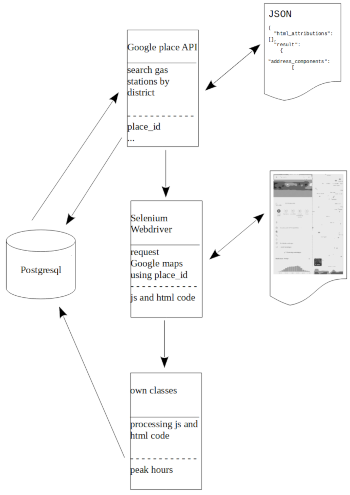 JSON
{
"html_attributions":
[],
"result":
{
"address_components":
[
Google place API
search gas
stations by
district
place_id
...
Selenium
Webdriver
request
Google maps
using place_id
js and html code
Postgresql
own classes
processing js and
html code
peak hours